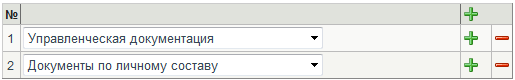 №
1 Управленческая документация
2 Документы по личному составу